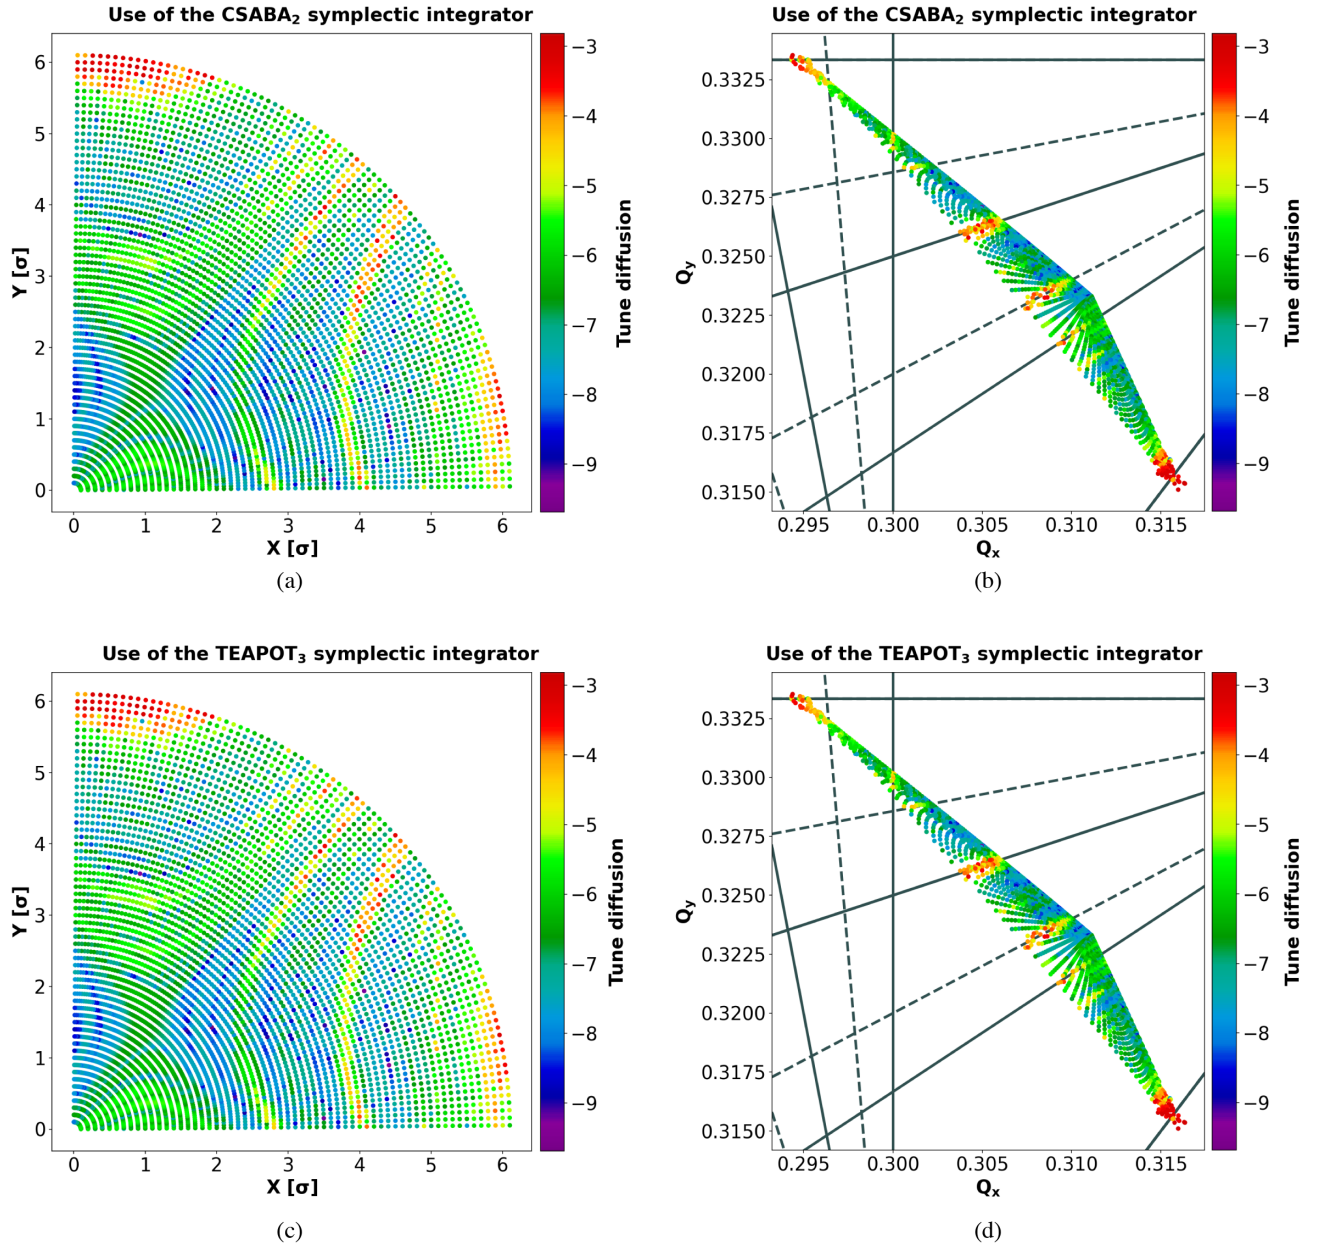 Use of the CSABA₂ symplectic integrator
6
5
4
3
2
1
0
Y [σ]
0 1 2 3 4 5 6
X [σ]
−3
−4
−5
−6
−7
−8
−9
Tune diffusion
(a)
Use of the CSABA₂ symplectic integrator
0.3325
0.3300
0.3275
0.3250
0.3225
0.3200
0.3175
0.3150
Qy
0.295 0.300 0.305 0.310 0.315
Qx
−3
−4
−5
−6
−7
−8
−9
Tune diffusion
(b)
Use of the TEAPOT₃ symplectic integrator
6
5
4
3
2
1
0
Y [σ]
0 1 2 3 4 5 6
X [σ]
−3
−4
−5
−6
−7
−8
−9
Tune diffusion
(c)
Use of the TEAPOT₃ symplectic integrator
0.3325
0.3300
0.3275
0.3250
0.3225
0.3200
0.3175
0.3150
Qy
0.295 0.300 0.305 0.310 0.315
Qx
−3
−4
−5
−6
−7
−8
−9
Tune diffusion
(d)